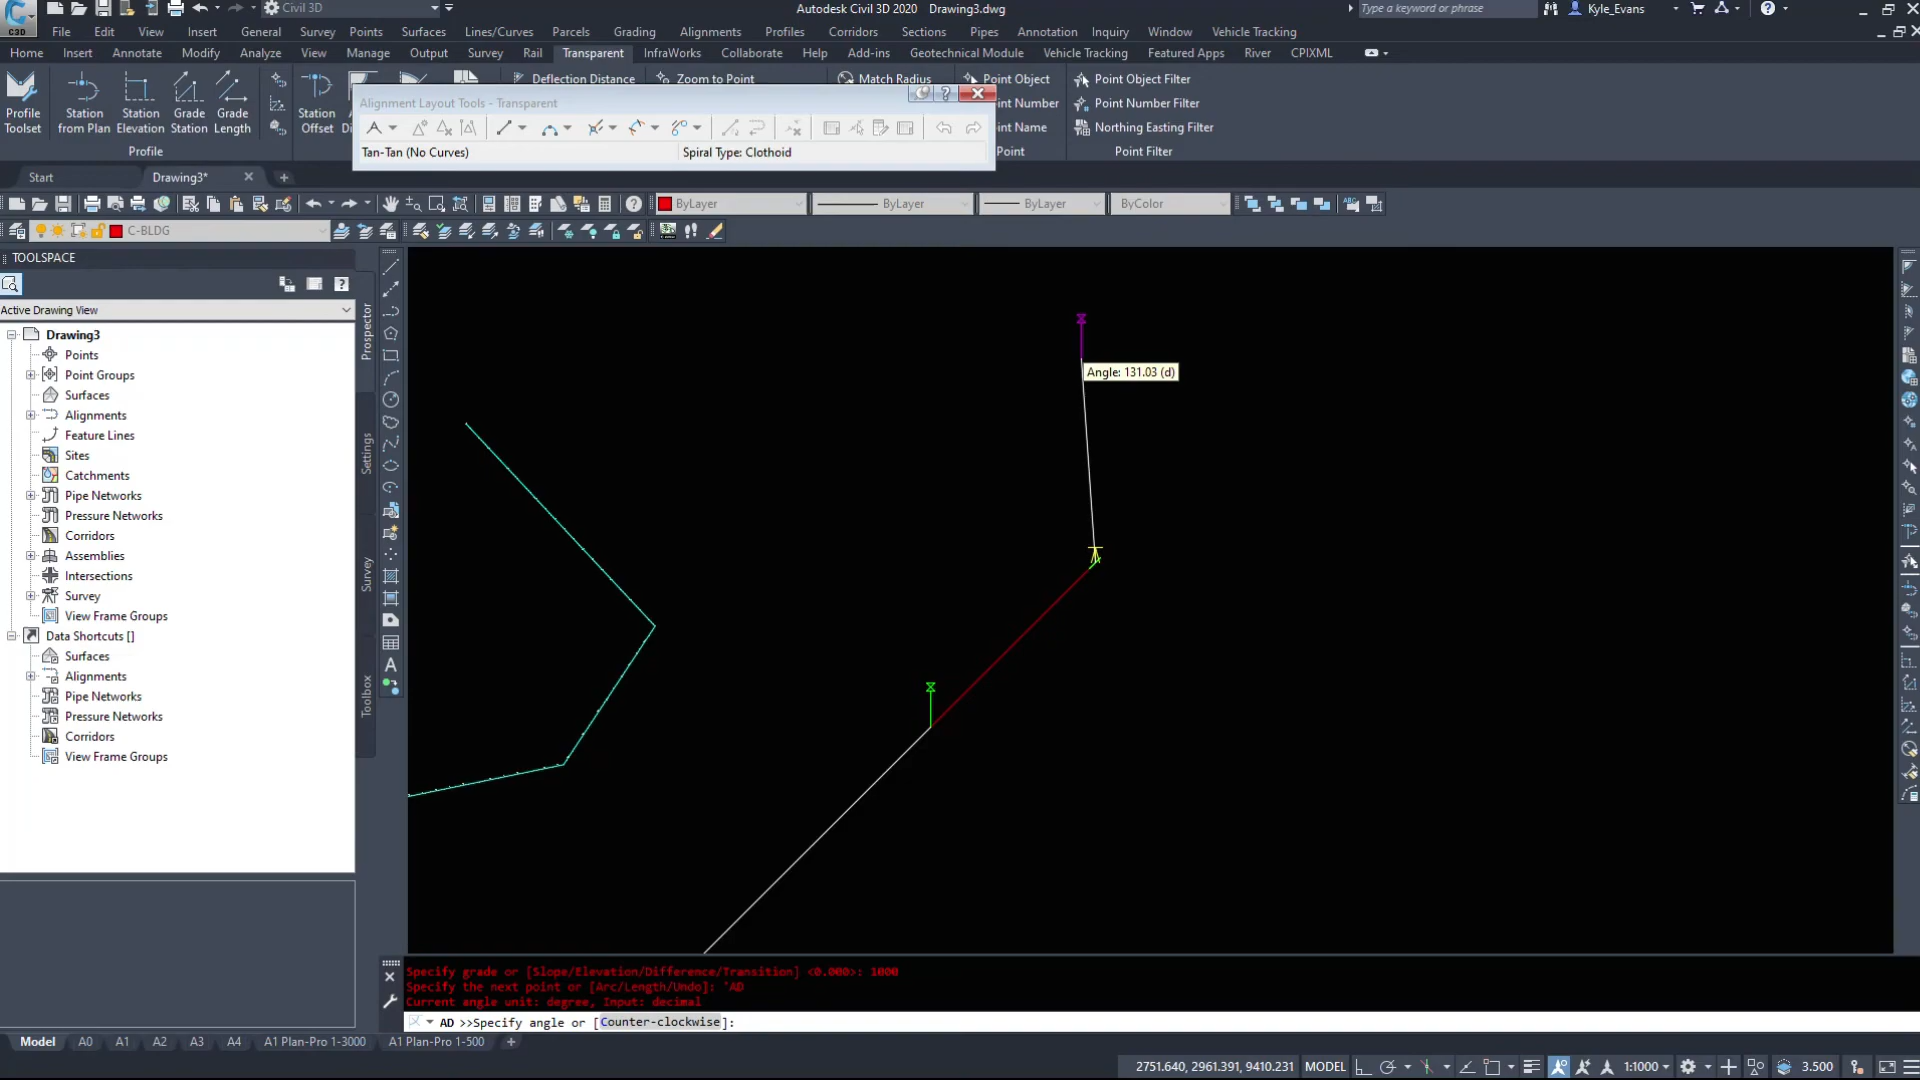 Civil 3D
Autodesk Civil 3D 2020 Drawing3.dwg
Type a keyword or phrase
Kyle_Evans
C3D
File Edit View Insert General Survey Points Surfaces Lines/Curves Parcels Grading Alignments Profiles Corridors Sections Pipes Annotation Inquiry Window Vehicle Tracking
Home Insert Annotate Modify Analyze View Manage Output Survey Rail Transparent InfraWorks Collaborate Help Add-ins Geotechnical Module Vehicle Tracking Featured Apps River CPIXML
Deflection Distance Zoom to Point Match Radius Point Object Point Object Filter
Alignment Layout Tools - Transparent
Point Number Filter
Northing Easting Filter
Profile Toolset
Station from Plan
Station Elevation
Grade Station
Grade Length
Station Offset
Profile
Point
Point Filter
Tan-Tan (No Curves)
Spiral Type: Clothoid
Start Drawing3*
ByLayer ByLayer ByLayer ByColor
C-BLDG
TOOLSPACE
Active Drawing View
Drawing3
Points
Point Groups
Surfaces
Alignments
Feature Lines
Sites
Catchments
Pipe Networks
Pressure Networks
Corridors
Assemblies
Intersections
Survey
View Frame Groups
Data Shortcuts []
Surfaces
Alignments
Pipe Networks
Pressure Networks
Corridors
View Frame Groups
Prospector
Settings
Survey
Toolbox
Angle: 131.03 (d)
Specify grade or [Slope/Elevation/Difference/Transition] <0.000>: 1000
Specify the next point or [Arc/Length/Undo]: 'AD
Current angle unit: degree, Input: decimal
AD >>Specify angle or [Counter-clockwise]:
Model A0 A1 A2 A3 A4 A1 Plan-Pro 1-3000 A1 Plan-Pro 1-500
2751.640, 2961.391, 9410.231 MODEL 1:1000 3.500